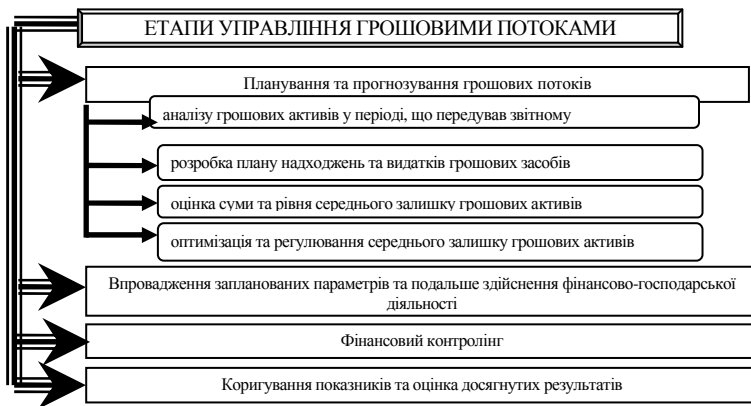 ЕТАПИ УПРАВЛІННЯ ГРОШОВИМИ ПОТОКАМИ
Планування та прогнозування грошових потоків
аналізу грошових активів у періоді, що передував звітному
розробка плану надходжень та видатків грошових засобів
оцінка суми та рівня середнього залишку грошових активів
оптимізація та регулювання середнього залишку грошових активів
Впровадження запланованих параметрів та подальше здійснення фінансово-господарської
діяльності
Фінансовий контролінг
Коригування показників та оцінка досягнутих результатів